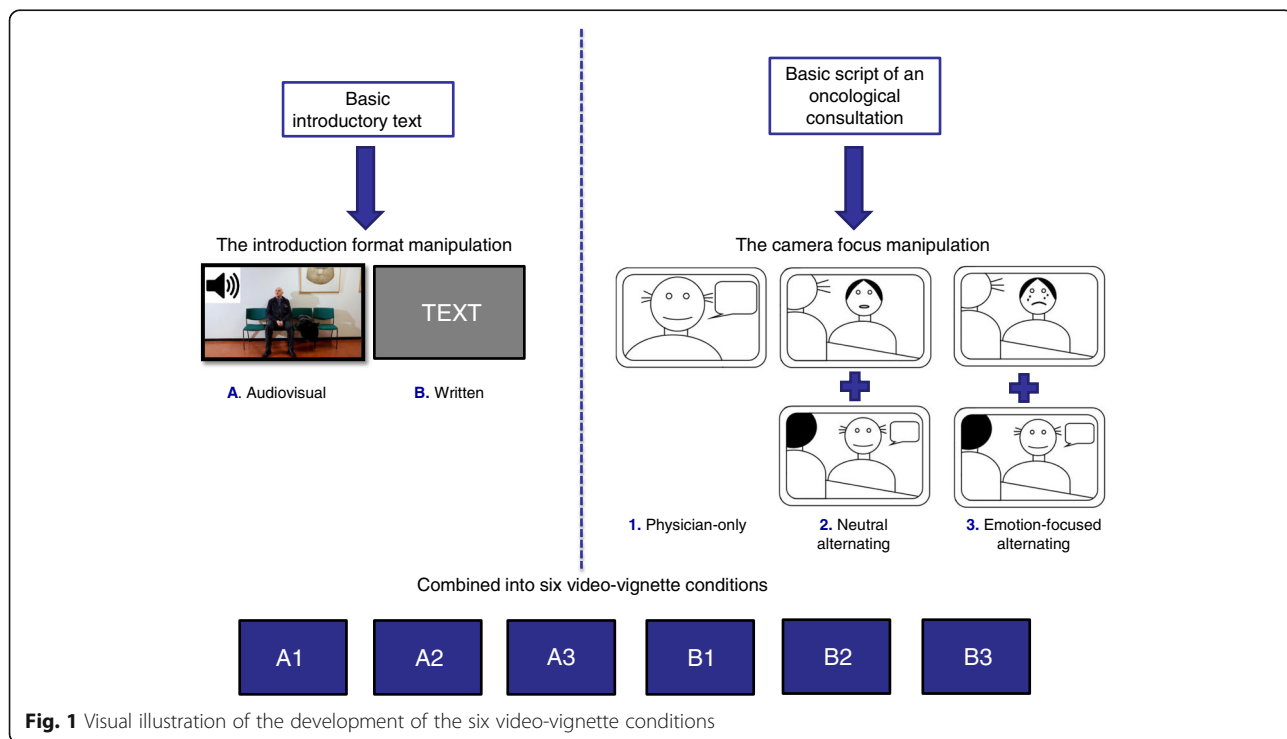 Basic
introductory text
Basic script of an
oncological
consultation
The introduction format manipulation
The camera focus manipulation
TEXT
A. Audiovisual
B. Written
1. Physician-only
2. Neutral
alternating
3. Emotion-focused
alternating
Combined into six video-vignette conditions
A1
A2
A3
B1
B2
B3
Fig. 1 Visual illustration of the development of the six video-vignette conditions